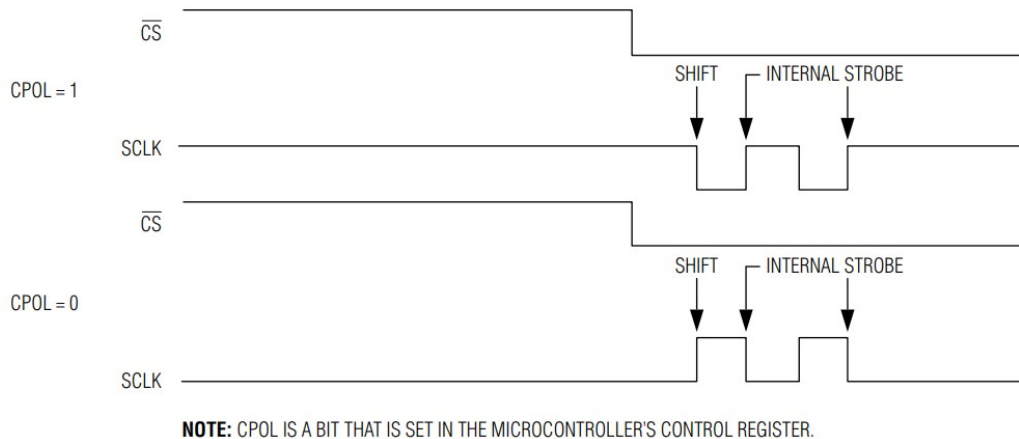 CS
SHIFT INTERNAL STROBE
CPOL = 1
SCLK
CS
SHIFT INTERNAL STROBE
CPOL = 0
SCLK
NOTE: CPOL IS A BIT THAT IS SET IN THE MICROCONTROLLER'S CONTROL REGISTER.